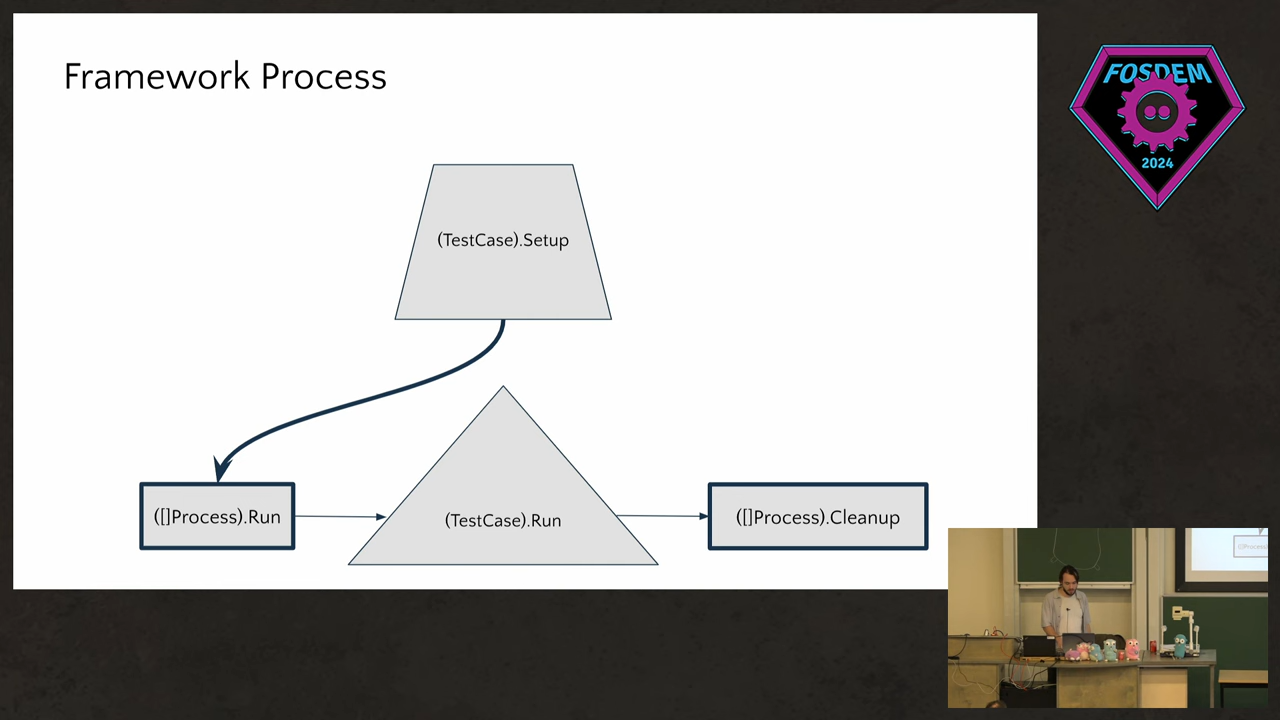 Framework Process
FOSDEM
2024
(TestCase).Setup
([]Process).Run
(TestCase).Run
([]Process).Cleanup